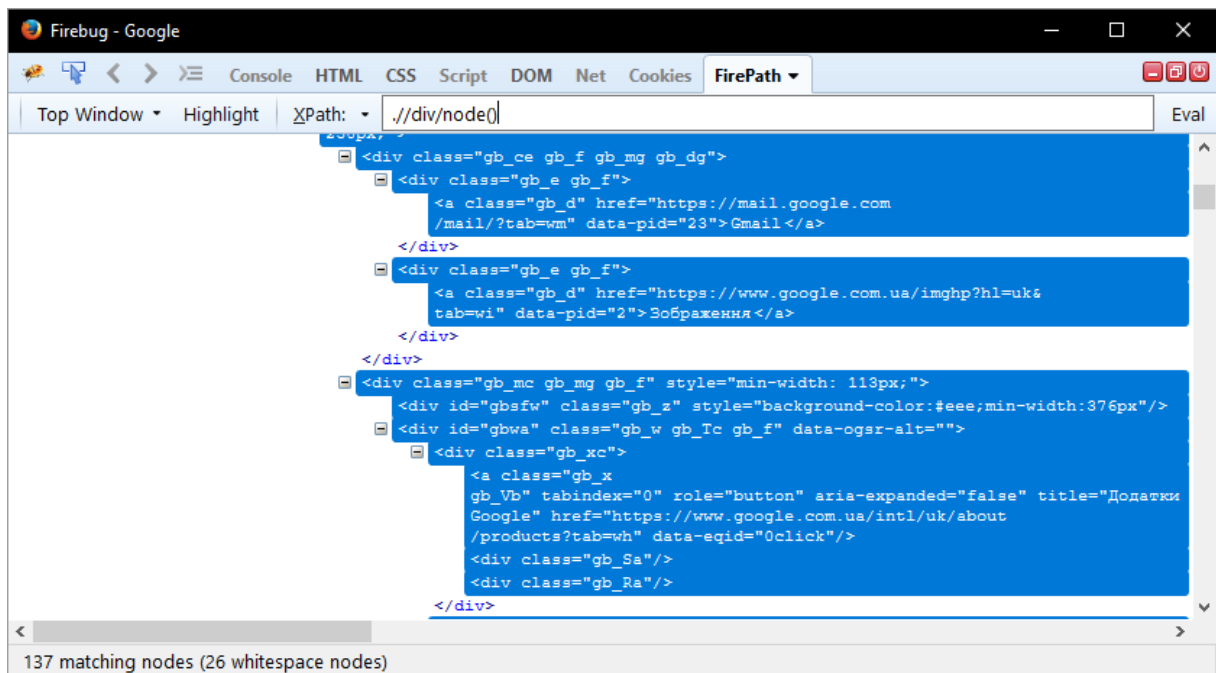 Firebug - Google
Console HTML CSS Script DOM Net Cookies FirePath
Top Window Highlight XPath: .//div/node() Eval
<div class="gb_ce gb_f gb_mg gb_dg">
<div class="gb_e gb_f">
<a class="gb_d" href="https://mail.google.com
/mail/?tab=wm" data-pid="23">Gmail</a>
</div>
<div class="gb_e gb_f">
<a class="gb_d" href="https://www.google.com.ua/imghp?hl=uk&
tab=wi" data-pid="2">Зображення</a>
</div>
</div>
<div class="gb_mc gb_mg gb_f" style="min-width: 113px;">
<div id="gbsfw" class="gb_z" style="background-color:#eee;min-width:376px"/>
<div id="gbwa" class="gb_w gb_Tc gb_f" data-ogsr-alt="">
<div class="gb_xc">
<a class="gb_x
gb_Vb" tabindex="0" role="button" aria-expanded="false" title="Додатки
Google" href="https://www.google.com.ua/intl/uk/about
/products?tab=wh" data-eqid="0click"/>
<div class="gb_Sa"/>
<div class="gb_Ra"/>
</div>
137 matching nodes (26 whitespace nodes)